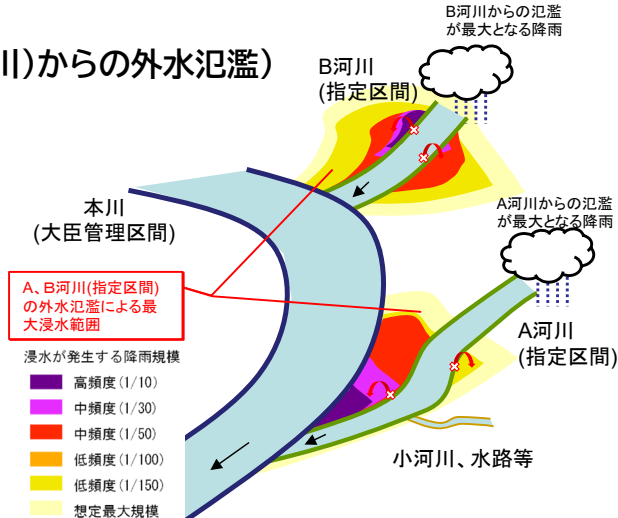 川)からの外水氾濫)
B河川からの氾濫
が最大となる降雨
B河川
(指定区間)
本川
(大臣管理区間)
A河川からの氾濫
が最大となる降雨
A、B河川(指定区間)
の外水氾濫による最
大浸水範囲
A河川
(指定区間)
浸水が発生する降雨規模
高頻度(1/10)
中頻度(1/30)
中頻度(1/50)
低頻度(1/100)
低頻度(1/150)
想定最大規模
小河川、水路等